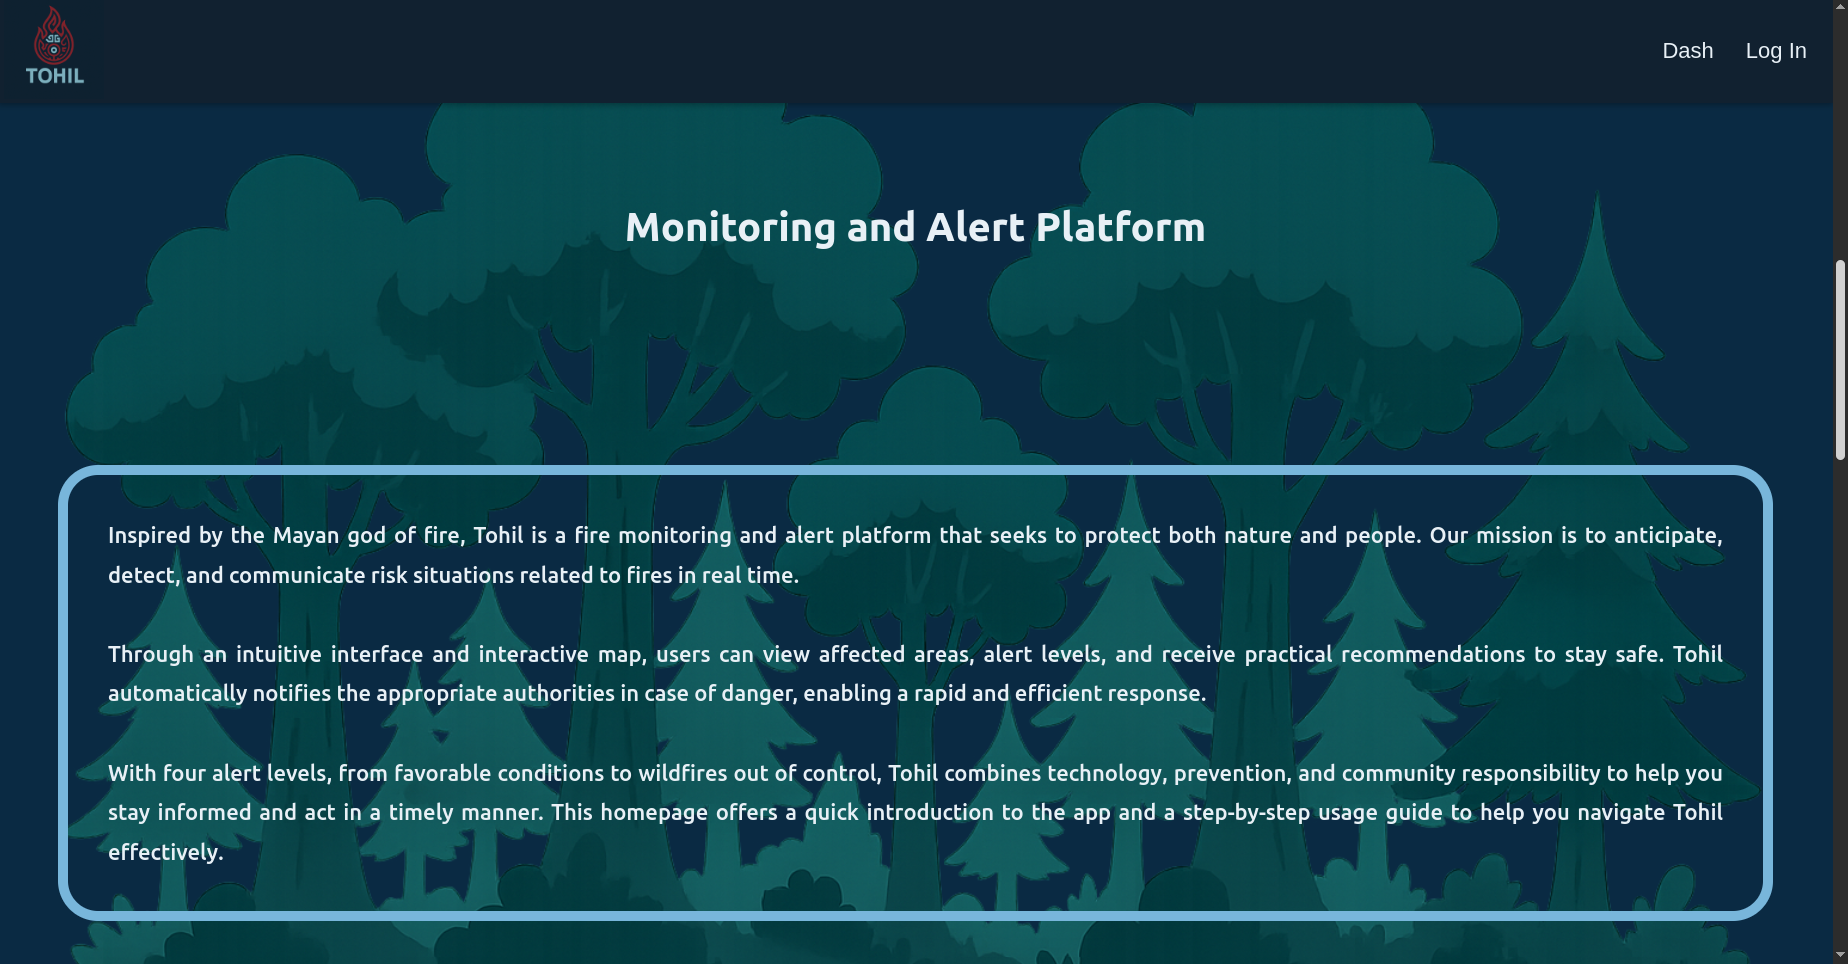 TOHIL
Dash
Log In
Monitoring and Alert Platform
Inspired by the Mayan god of fire, Tohil is a fire monitoring and alert platform that seeks to protect both nature and people. Our mission is to anticipate,
detect, and communicate risk situations related to fires in real time.
Through an intuitive interface and interactive map, users can view affected areas, alert levels, and receive practical recommendations to stay safe. Tohil
automatically notifies the appropriate authorities in case of danger, enabling a rapid and efficient response.
With four alert levels, from favorable conditions to wildfires out of control, Tohil combines technology, prevention, and community responsibility to help you
stay informed and act in a timely manner. This homepage offers a quick introduction to the app and a step-by-step usage guide to help you navigate Tohil
effectively.